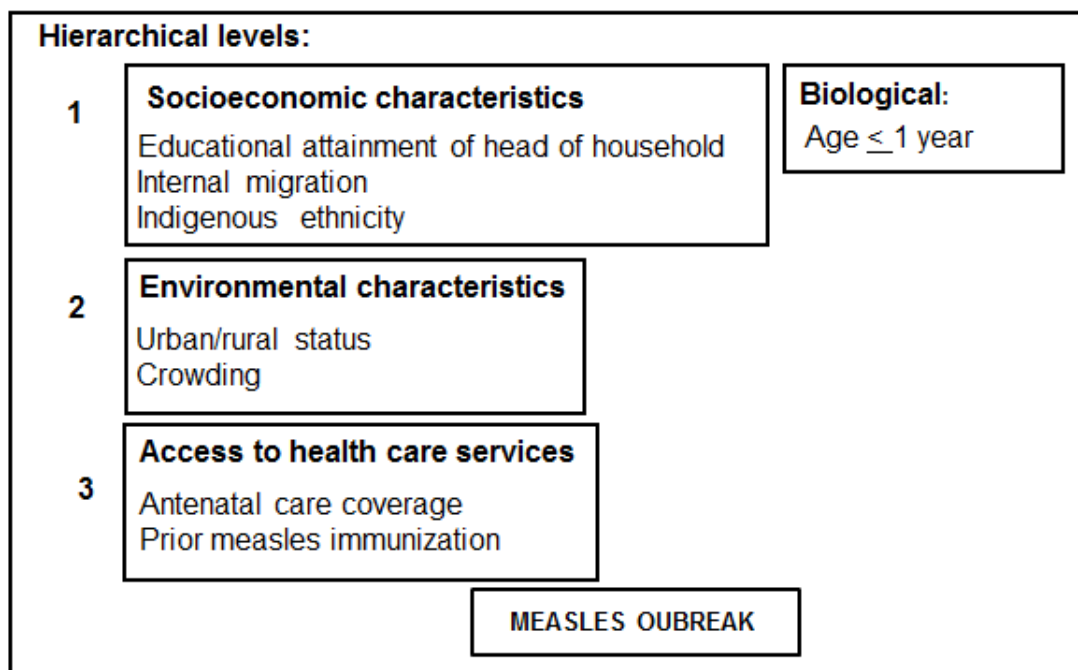 Hierarchical levels:
1
Socioeconomic characteristics
Educational attainment of head of household
Internal migration
Indigenous ethnicity
Biological:
Age ≤ 1 year
2
Environmental characteristics
Urban/rural status
Crowding
3
Access to health care services
Antenatal care coverage
Prior measles immunization
MEASLES OUBREAK